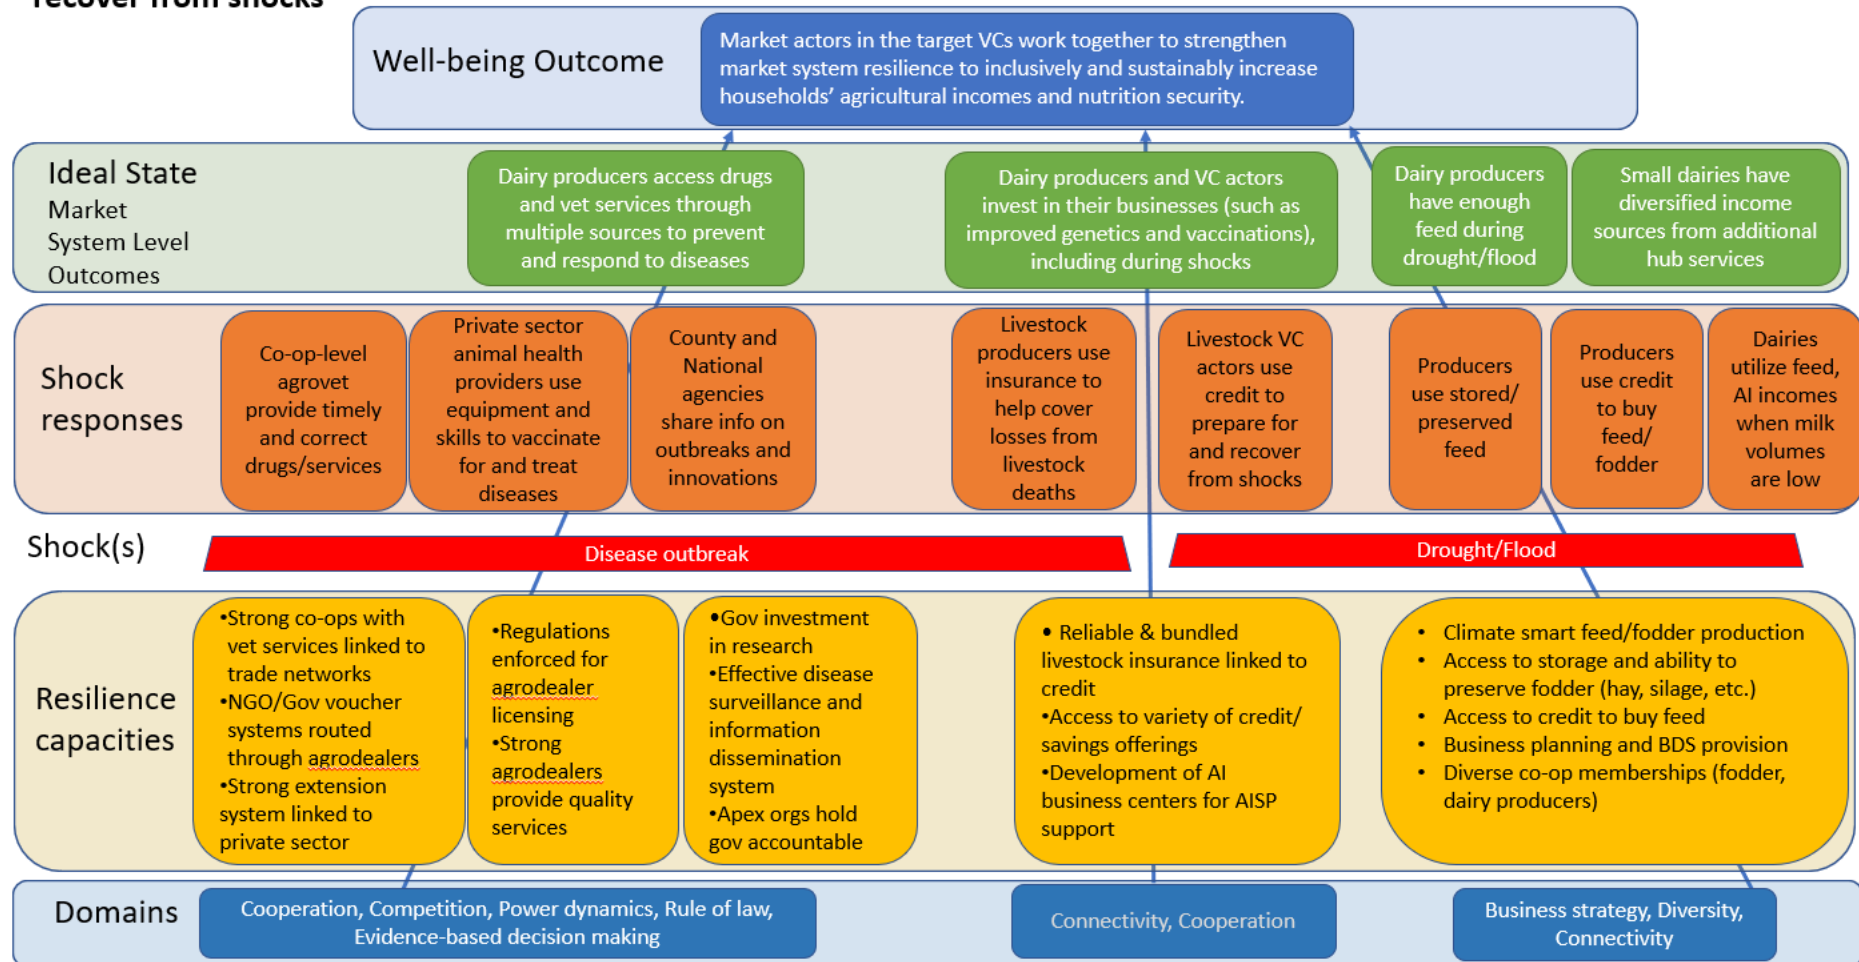 recover from shocks
Well-being Outcome
Market actors in the target VCs work together to strengthen
market system resilience to inclusively and sustainably increase
households' agricultural incomes and nutrition security.
Ideal State
Market
System Level
Outcomes
Dairy producers access drugs
and vet services through
multiple sources to prevent
and respond to diseases
Dairy producers and VC actors
invest in their businesses (such as
improved genetics and vaccinations),
including during shocks
Dairy producers
have enough
feed during
drought/flood
Small dairies have
diversified income
sources from additional
hub services
Shock
responses
Co-op-level
agrovet
provide timely
and correct
drugs/services
Private sector
animal health
providers use
equipment and
skills to vaccinate
for and treat
diseases
County and
National
agencies
share info on
outbreaks and
innovations
Livestock
producers use
insurance to
help cover
losses from
livestock
deaths
Livestock VC
actors use
credit to
prepare for
and recover
from shocks
Producers
use stored/
preserved
feed
Producers
use credit
to buy
feed/
fodder
Dairies
utilize feed,
AI incomes
when milk
volumes
are low
Shock(s)
Disease outbreak
Drought/Flood
Resilience
capacities
•Strong co-ops with
vet services linked to
trade networks
•NGO/Gov voucher
systems routed
through agrodealers
•Strong extension
system linked to
private sector
•Regulations
enforced for
agrodealer
licensing
•Strong
agrodealers
provide quality
services
•Gov investment
in research
•Effective disease
surveillance and
information
dissemination
system
•Apex orgs hold
gov accountable
• Reliable & bundled
livestock insurance linked to
credit
•Access to variety of credit/
savings offerings
•Development of AI
business centers for AISP
support
• Climate smart feed/fodder production
• Access to storage and ability to
preserve fodder (hay, silage, etc.)
• Access to credit to buy feed
• Business planning and BDS provision
• Diverse co-op memberships (fodder,
dairy producers)
Domains
Cooperation, Competition, Power dynamics, Rule of law,
Evidence-based decision making
Connectivity, Cooperation
Business strategy, Diversity,
Connectivity